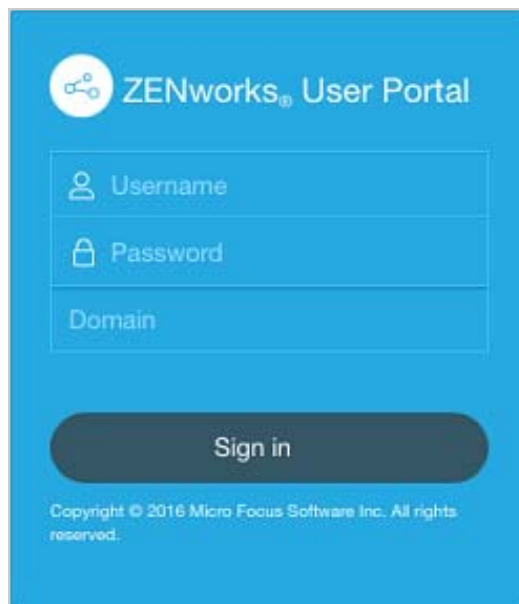 ZENworks® User Portal
Username
Password
Domain
Sign in
Copyright © 2016 Micro Focus Software Inc. All rights
reserved.